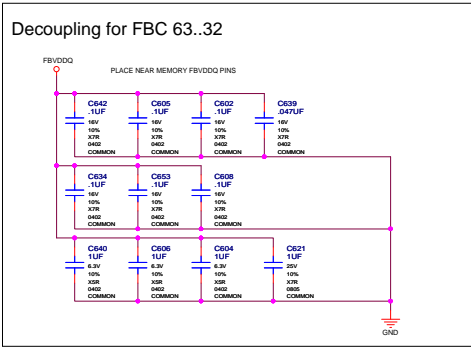 Decoupling for FBC 63..32
FBVDDQ
PLACE NEAR MEMORY FBVDDQ PINS
C642
.1UF
16V
10%
X7R
0402
COMMON
C605
.1UF
16V
10%
X7R
0402
COMMON
C602
.1UF
16V
10%
X7R
0402
COMMON
C639
.047UF
16V
10%
X7R
0402
COMMON
C634
.1UF
16V
10%
X7R
0402
COMMON
C653
.1UF
16V
10%
X7R
0402
COMMON
C608
.1UF
16V
10%
X7R
0402
COMMON
C640
1UF
6.3V
10%
X5R
0402
COMMON
C606
1UF
6.3V
10%
X5R
0402
COMMON
C604
1UF
6.3V
10%
X5R
0402
COMMON
C621
1UF
25V
10%
X7R
0805
COMMON
GND